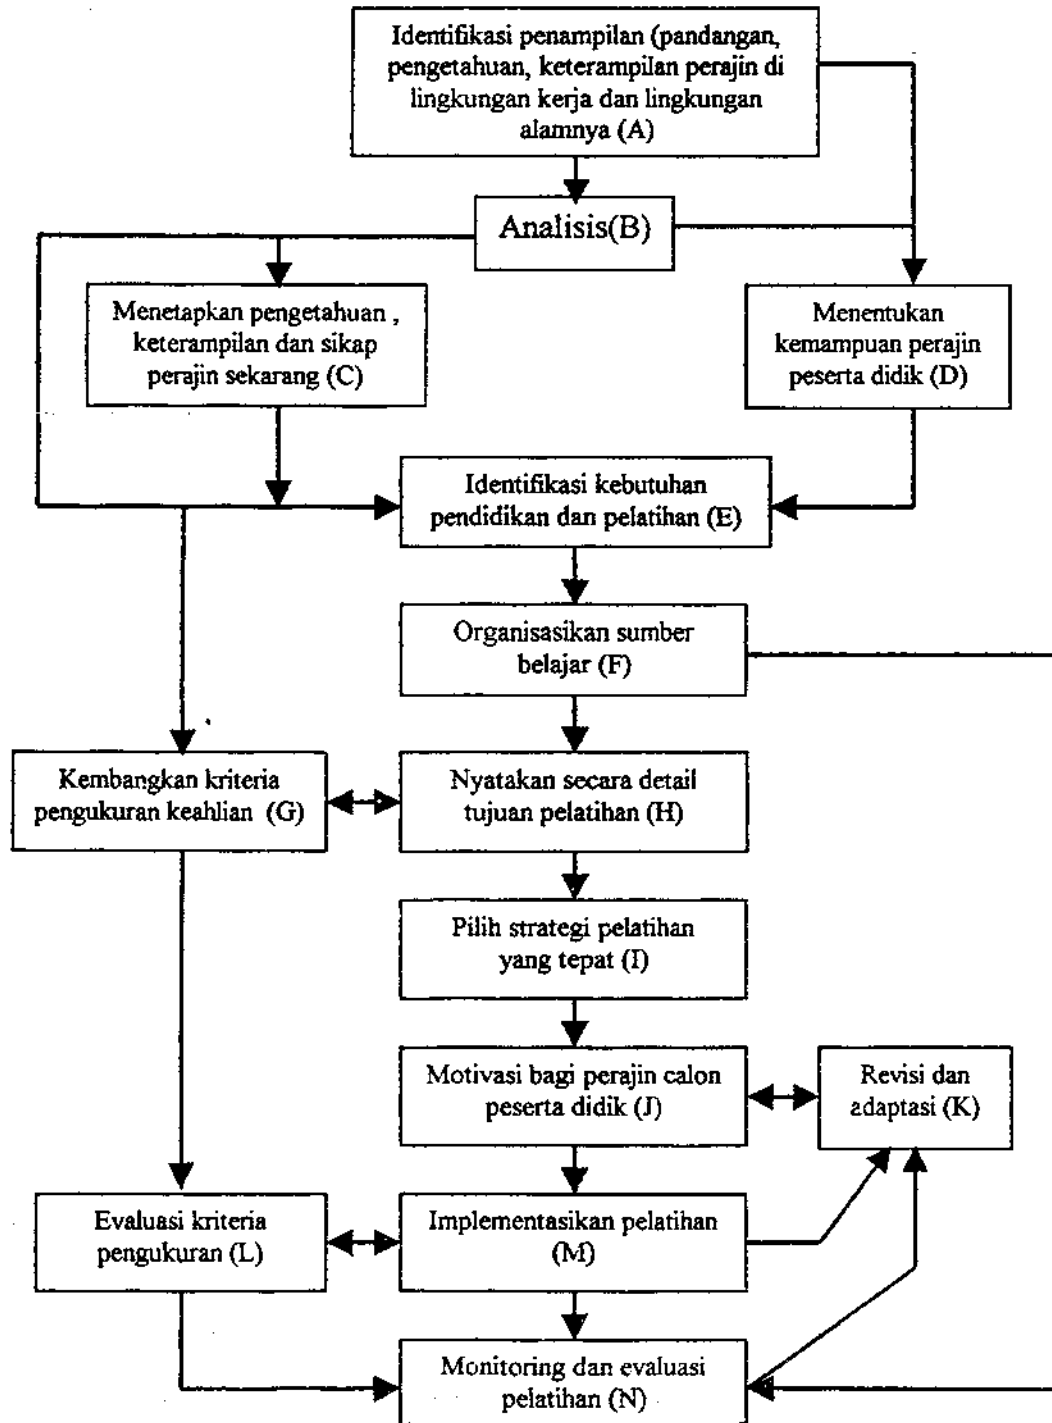 Identifikasi penampilan (pandangan,
pengetahuan, keterampilan perajin di
lingkungan kerja dan lingkungan
alamnya (A)
Analisis(B)
Menetapkan pengetahuan ,
keterampilan dan sikap
perajin sekarang (C)
Menentukan
kemampuan perajin
peserta didik (D)
Identifikasi kebutuhan
pendidikan dan pelatihan (E)
Organisasikan sumber
belajar (F)
Kembangkan kriteria
pengukuran keahlian (G)
Nyatakan secara detail
tujuan pelatihan (H)
Pilih strategi pelatihan
yang tepat (I)
Motivasi bagi perajin calon
peserta didik (J)
Revisi dan
adaptasi (K)
Evaluasi kriteria
pengukuran (L)
Implementasikan pelatihan
(M)
Monitoring dan evaluasi
pelatihan (N)